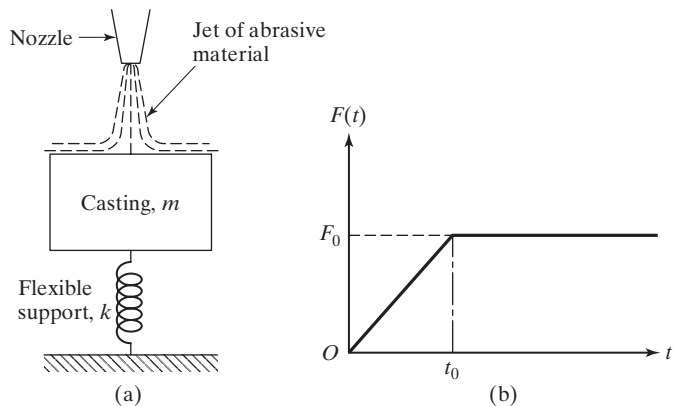 Nozzle
Jet of abrasive
material
Casting, m
Flexible
support, k
(a)
F(t)
F0
O
t0
t
(b)